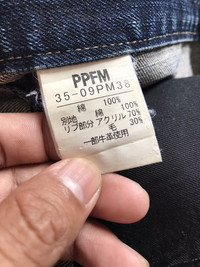 PPFM
35-09PM38
綿 100%
別地 綿 100%
リブ部分 アクリル 70%
毛 30%
一部牛革使用